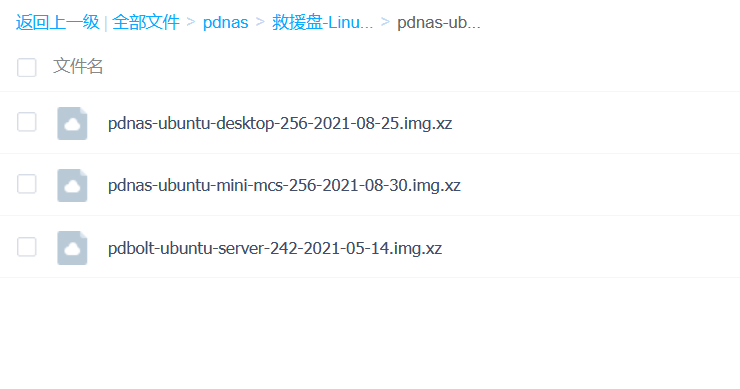 返回上一级 | 全部文件 > pdnas > 救援盘-Linu... > pdnas-ub...
文件名
pdnas-ubuntu-desktop-256-2021-08-25.img.xz
pdnas-ubuntu-mini-mcs-256-2021-08-30.img.xz
pdbolt-ubuntu-server-242-2021-05-14.img.xz